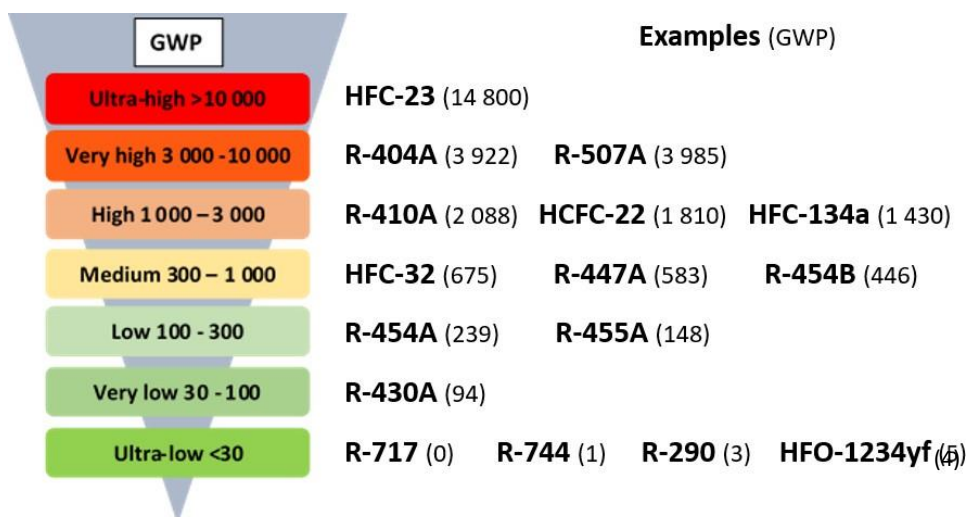 GWP
Examples (GWP)
Ultra-high >10 000
HFC-23 (14 800)
Very high 3 000 -10 000
R-404A (3 922) R-507A (3 985)
High 1 000 – 3 000
R-410A (2 088) HCFC-22 (1 810) HFC-134a (1 430)
Medium 300 – 1 000
HFC-32 (675) R-447A (583) R-454B (446)
Low 100 - 300
R-454A (239) R-455A (148)
Very low 30 - 100
R-430A (94)
Ultra-low <30
R-717 (0) R-744 (1) R-290 (3) HFO-1234yf